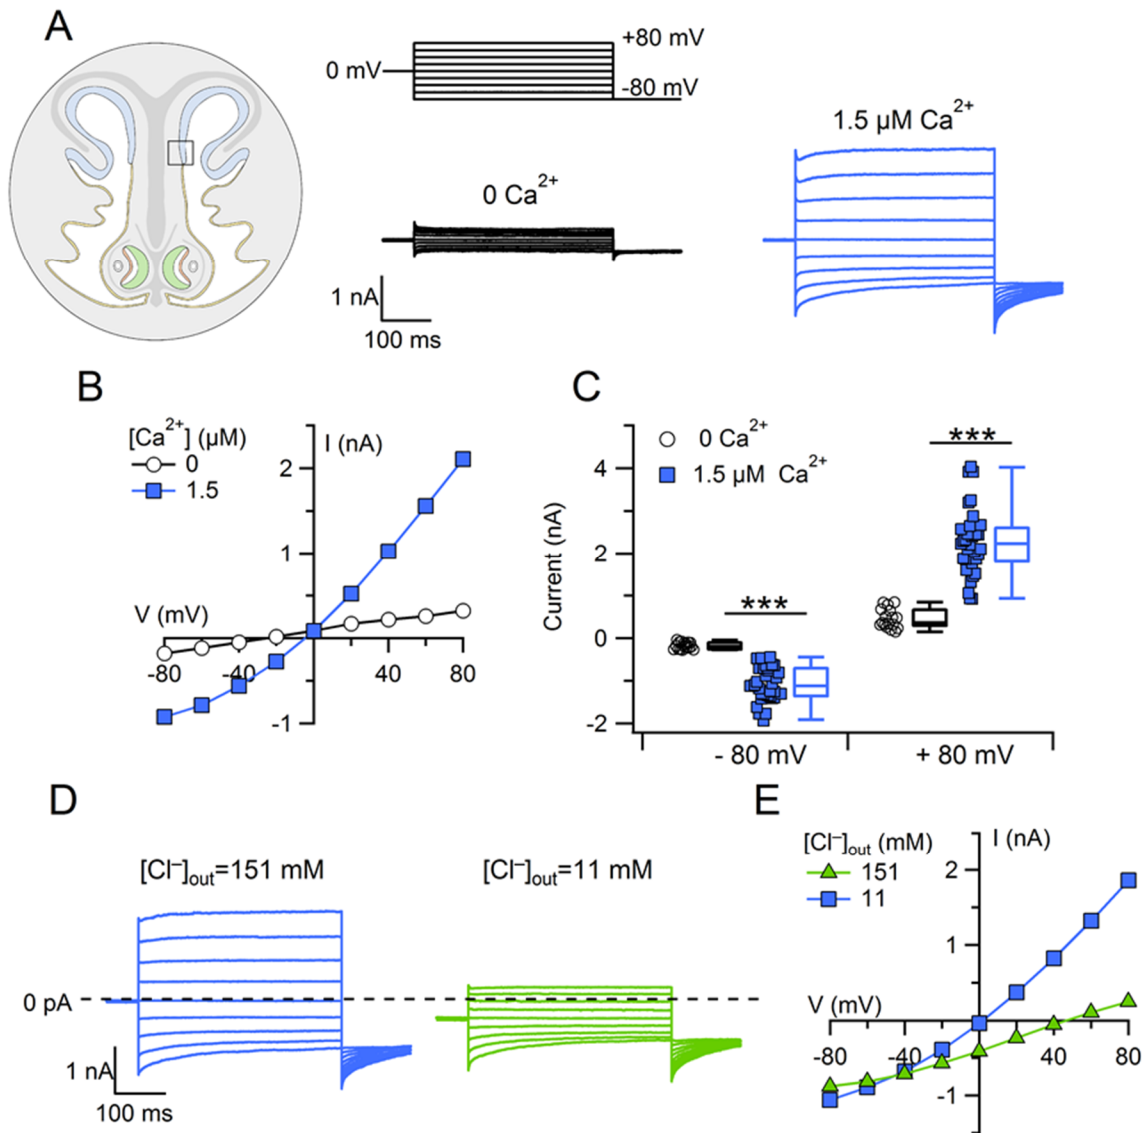 A
0 mV
+80 mV
-80 mV
0 Ca²⁺
1.5 µM Ca²⁺
1 nA
100 ms
B
[Ca²⁺] (µM)
0
1.5
I (nA)
2
1
V (mV)
-80
-40
40
80
-1
C
0 Ca²⁺
1.5 µM Ca²⁺
***
***
Current (nA)
4
2
0
-2
- 80 mV
+ 80 mV
D
[Cl⁻]out=151 mM
[Cl⁻]out=11 mM
0 pA
1 nA
100 ms
E
[Cl⁻]out (mM)
151
11
I (nA)
2
1
V (mV)
-80
-40
40
80
-1